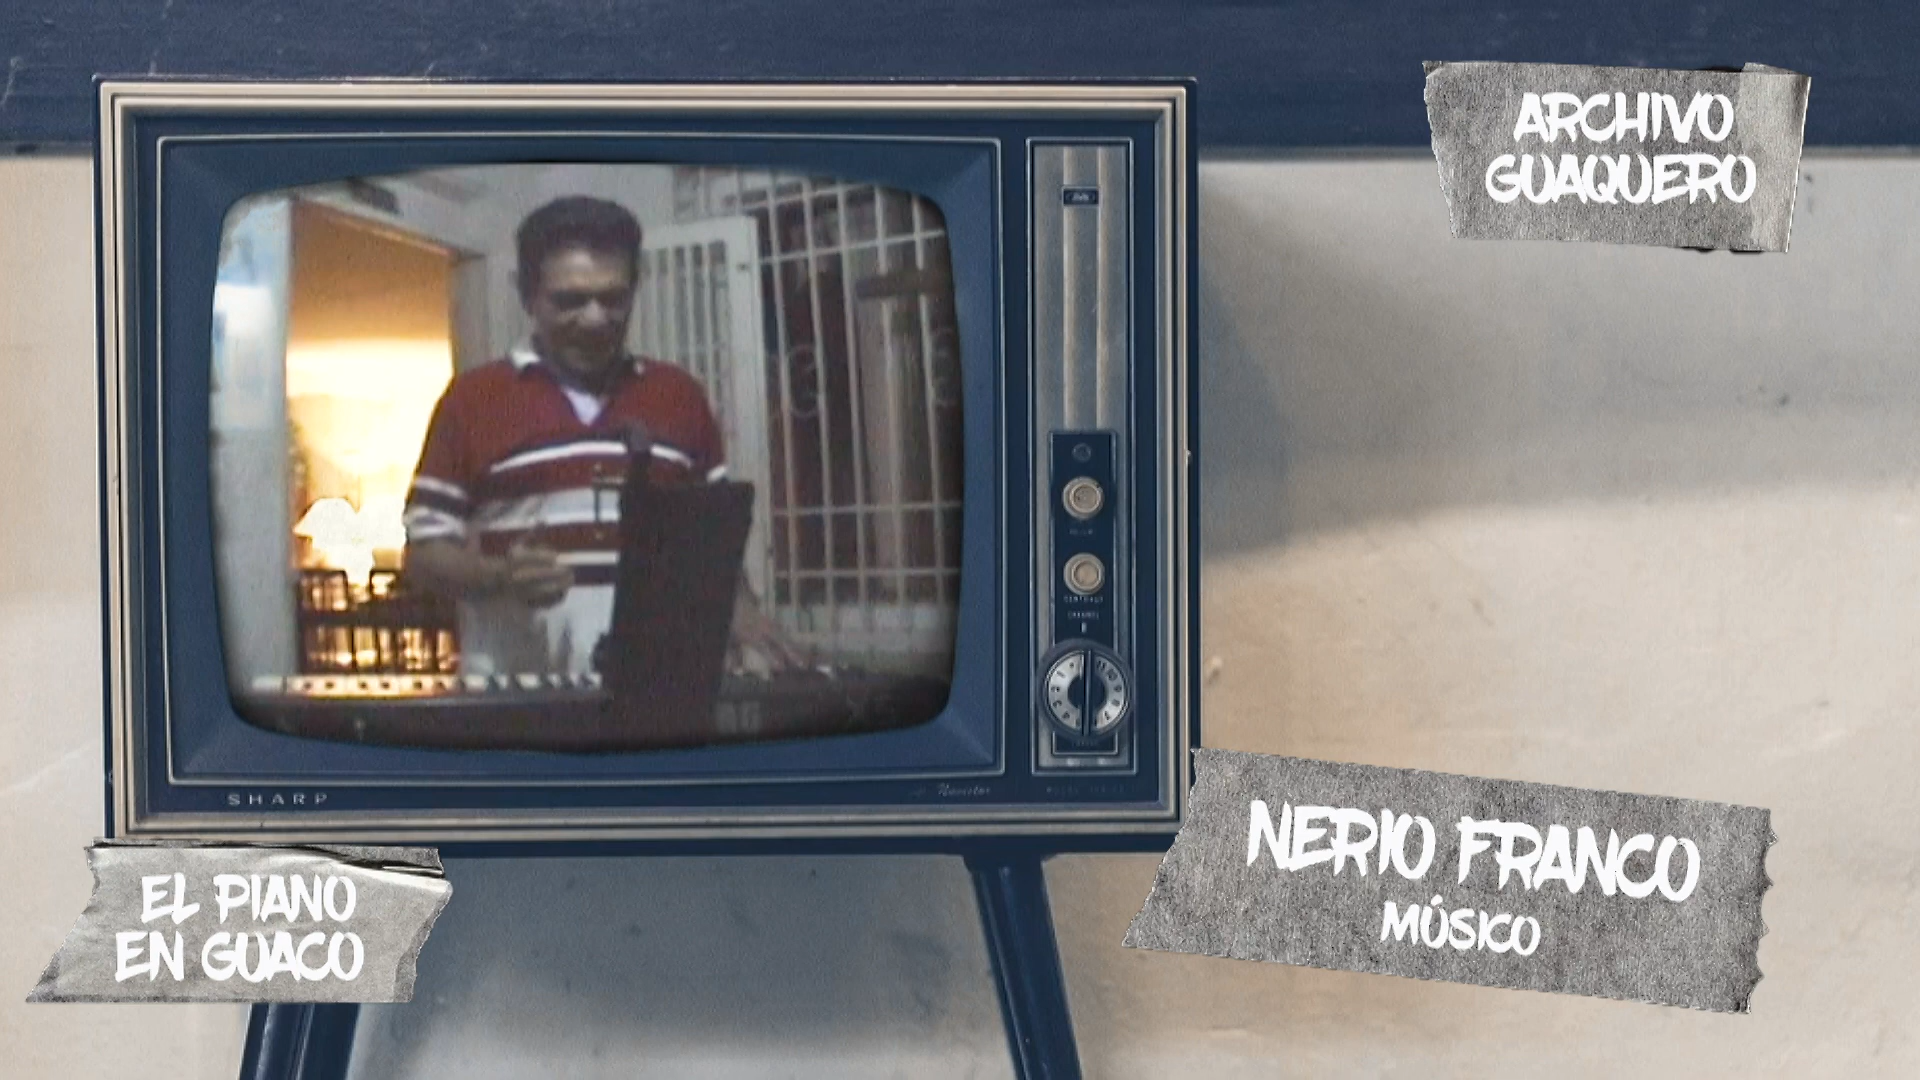 ARCHIVO
GUAQUERO
SHARP
EL PIANO
EN GUACO
NERIO FRANCO
MÚSICO